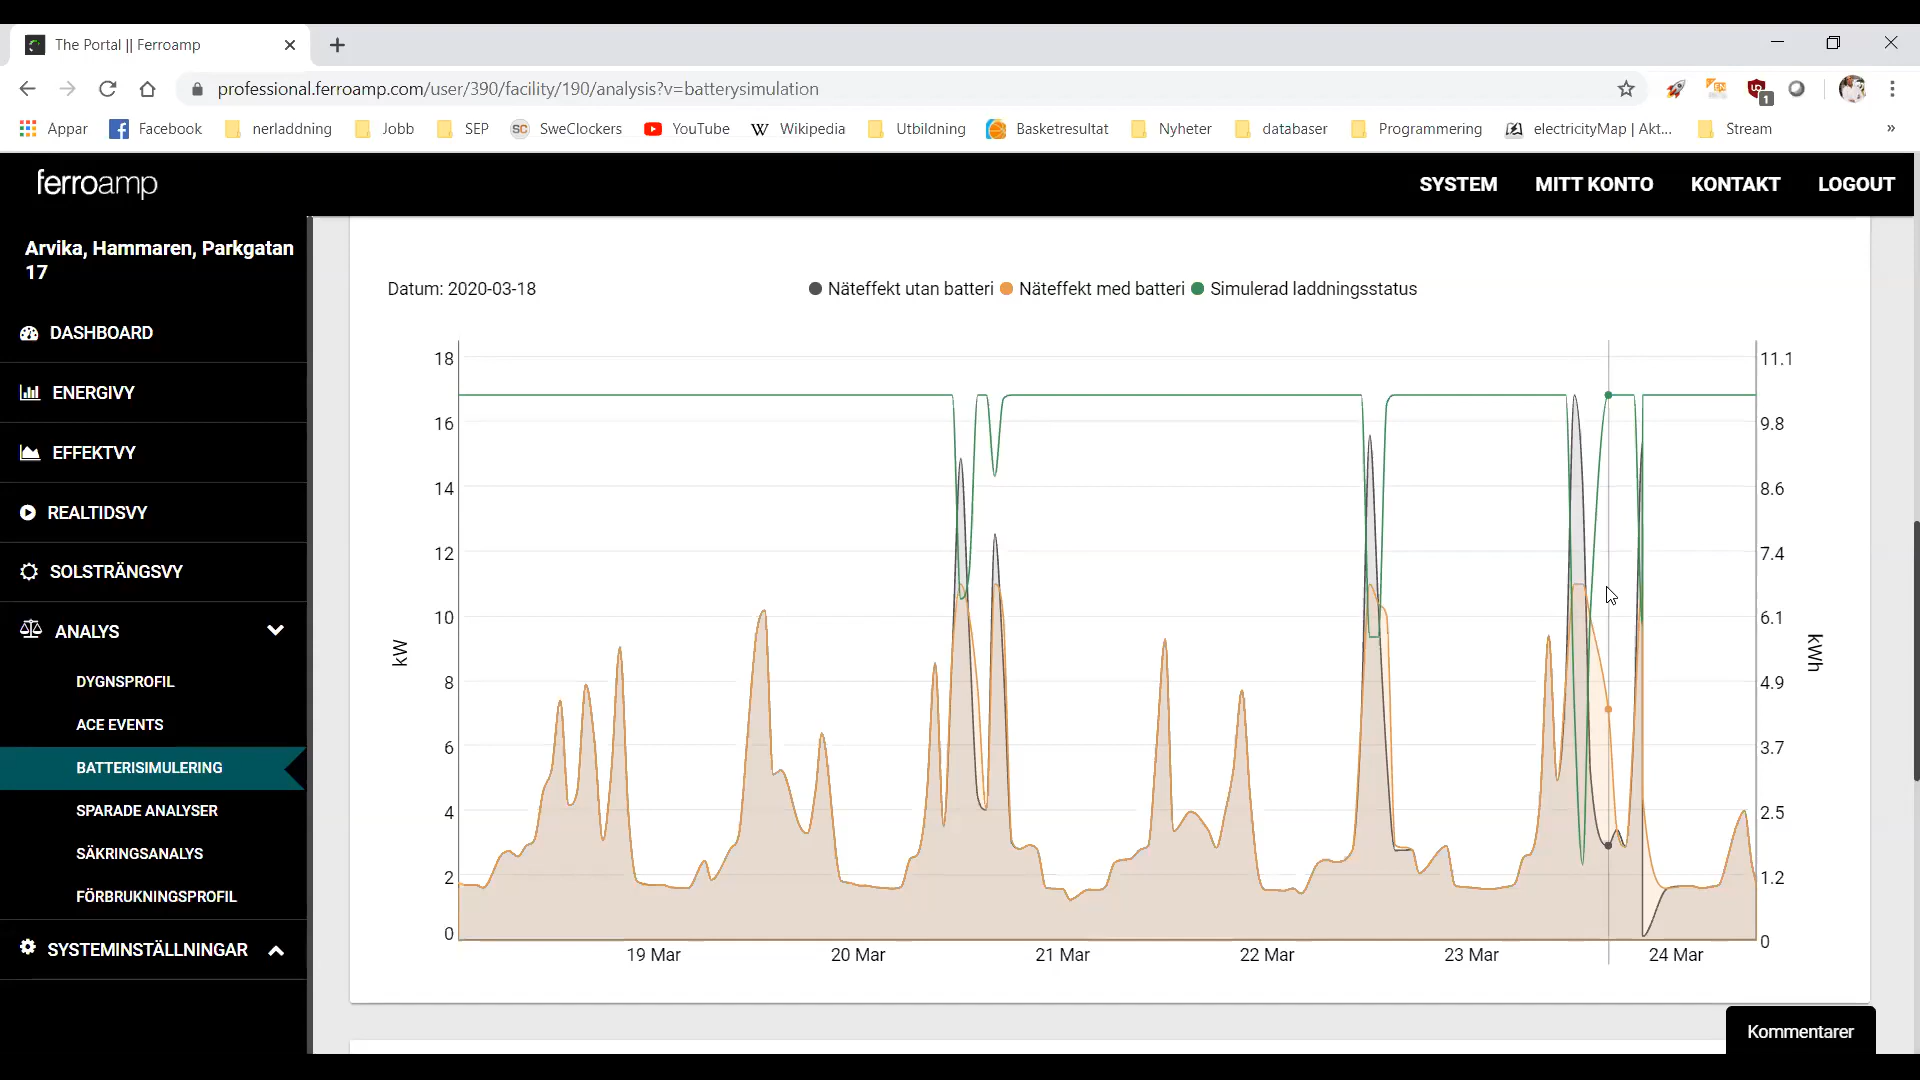 The Portal || Ferroamp
professional.ferroamp.com/user/390/facility/190/analysis?v=batterysimulation
EN
UD
1
Appar
Facebook
nerladdning
Jobb
SEP
SC SweClockers
YouTube
W Wikipedia
Utbildning
Basketresultat
Nyheter
databaser
Programmering
electricityMap | Akt...
Stream
»
ferroamp
SYSTEM
MITT KONTO
KONTAKT
LOGOUT
Arvika, Hammaren, Parkgatan
17
DASHBOARD
ENERGIVY
EFFEKTVY
REALTIDSVY
SOLSTRÄNGSVY
ANALYS
DYGNSPROFIL
ACE EVENTS
BATTERISIMULERING
SPARADE ANALYSER
SÄKRINGSANALYS
FÖRBRUKNINGSPROFIL
SYSTEMINSTÄLLNINGAR
Datum: 2020-03-18
Näteffekt utan batteri
Näteffekt med batteri
Simulerad laddningsstatus
18
16
14
12
10
8
6
4
2
0
kW
11.1
9.8
8.6
7.4
6.1
4.9
3.7
2.5
1.2
0
kWh
19 Mar
20 Mar
21 Mar
22 Mar
23 Mar
24 Mar
Kommentarer